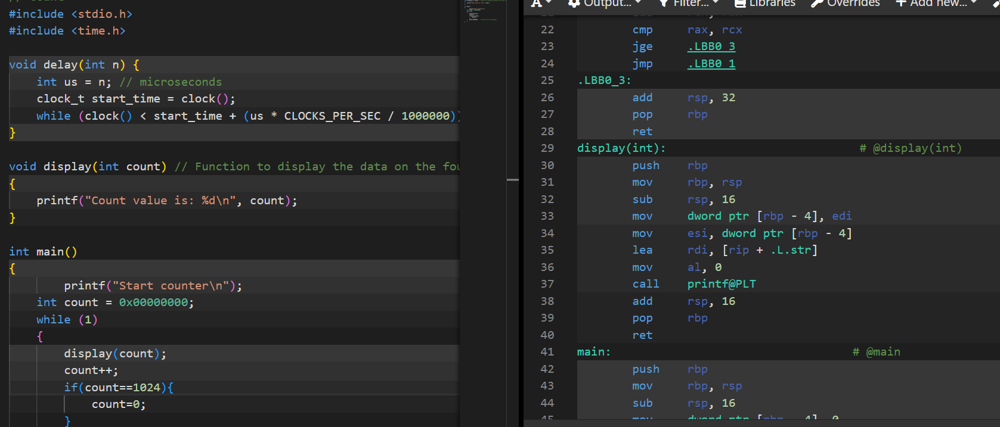 #include <stdio.h>
#include <time.h>
void delay(int n) {
    int us = n; // microseconds
    clock_t start_time = clock();
    while (clock() < start_time + (us * CLOCKS_PER_SEC / 1000000))
}
void display(int count) // Function to display the data on the
{
    printf("Count value is: %d\n", count);
}
int main()
{
        printf("Start counter\n");
    int count = 0x00000000;
    while (1)
    {
        display(count);
        count++;
        if(count==1024){
            count=0;
        }
A Output... Filter... Libraries Overrides + Add new...
22 cmp rax, rcx
23 jge .LBB0_3
24 jmp .LBB0_1
25 .LBB0_3:
26 add rsp, 32
27 pop rbp
28 ret
29 display(int): # @display(int)
30 push rbp
31 mov rbp, rsp
32 sub rsp, 16
33 mov dword ptr [rbp - 4], edi
34 mov esi, dword ptr [rbp - 4]
35 lea rdi, [rip + .L.str]
36 mov al, 0
37 call printf@PLT
38 add rsp, 16
39 pop rbp
40 ret
41 main: # @main
42 push rbp
43 mov rbp, rsp
44 sub rsp, 16
45 mov dword ptr [rbp - 4], 0